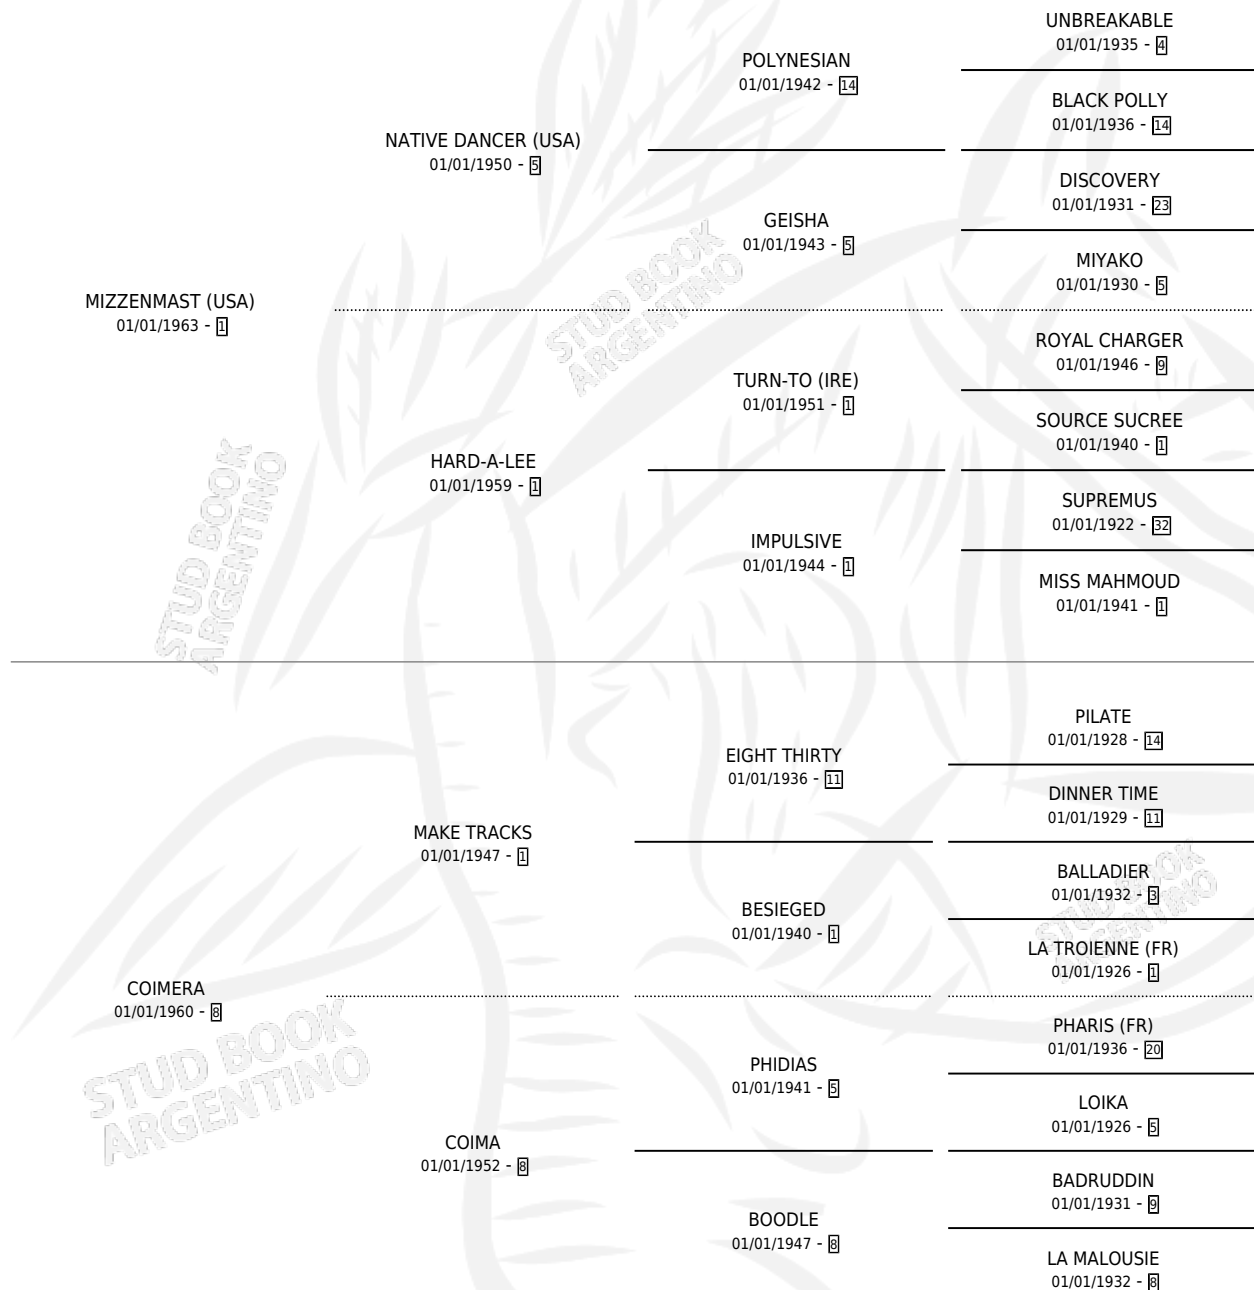 UNBREAKABLE
01/01/1935 - 4
POLYNESIAN
01/01/1942 - 14
BLACK POLLY
01/01/1936 - 14
NATIVE DANCER (USA)
01/01/1950 - 5
DISCOVERY
01/01/1931 - 23
GEISHA
01/01/1943 - 5
MIYAKO
01/01/1930 - 5
MIZZENMAST (USA)
01/01/1963 - 1
ROYAL CHARGER
01/01/1946 - 9
TURN-TO (IRE)
01/01/1951 - 1
SOURCE SUCREE
01/01/1940 - 1
HARD-A-LEE
01/01/1959 - 1
SUPREMUS
01/01/1922 - 32
IMPULSIVE
01/01/1944 - 1
MISS MAHMOUD
01/01/1941 - 1
STUD BOOK
ARGENTINO
STUD BOOK
ARGENTINO
PILATE
01/01/1928 - 14
EIGHT THIRTY
01/01/1936 - 11
DINNER TIME
01/01/1929 - 11
MAKE TRACKS
01/01/1947 - 1
BALLADIER
01/01/1932 - 3
BESIEGED
01/01/1940 - 1
LA TROIENNE (FR)
01/01/1926 - 1
COIMERA
01/01/1960 - 8
PHARIS (FR)
01/01/1936 - 20
PHIDIAS
01/01/1941 - 5
LOIKA
01/01/1926 - 5
COIMA
01/01/1952 - 8
BADRUDDIN
01/01/1931 - 9
BOODLE
01/01/1947 - 8
LA MALOUSIE
01/01/1932 - 8
STUD BOOK
ARGENTINO
STUD BOOK
ARGENTINO